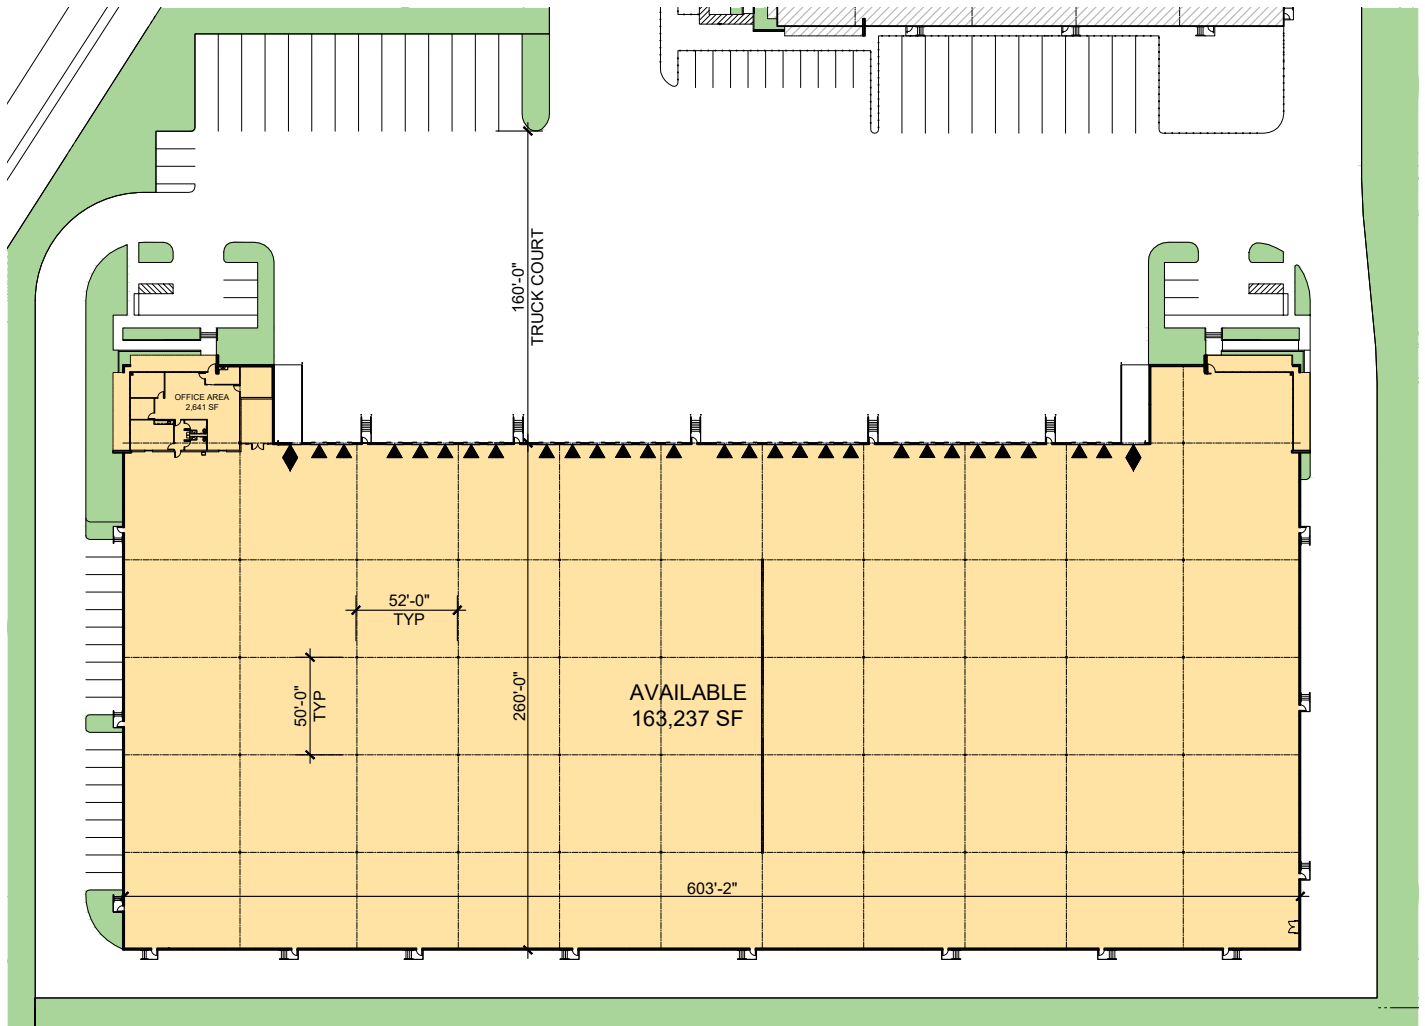 160'-0"
TRUCK COURT
OFFICE AREA
2,641 SF
52'-0"
TYP
50'-0"
TYP
260'-0"
AVAILABLE
163,237 SF
603'-2"